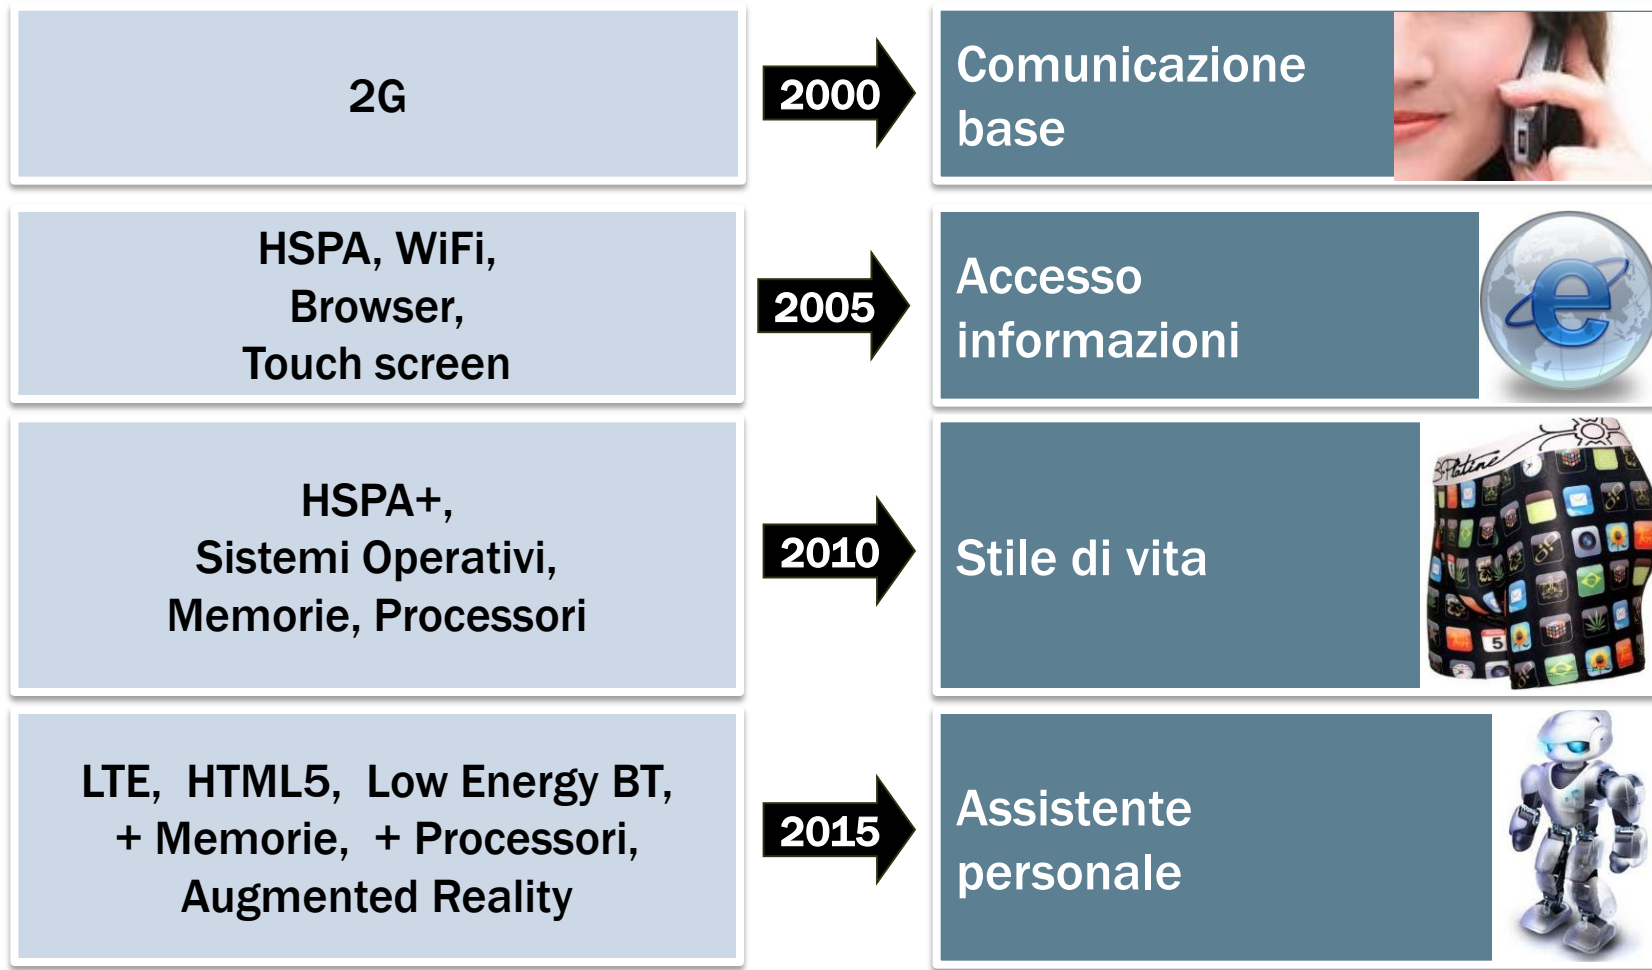 2G
2000
Comunicazione
base
HSPA, WiFi,
Browser,
Touch screen
2005
Accesso
informazioni
HSPA+,
Sistemi Operativi,
Memorie, Processori
2010
Stile di vita
5
LTE, HTML5, Low Energy BT,
+ Memorie, + Processori,
Augmented Reality
2015
Assistente
personale